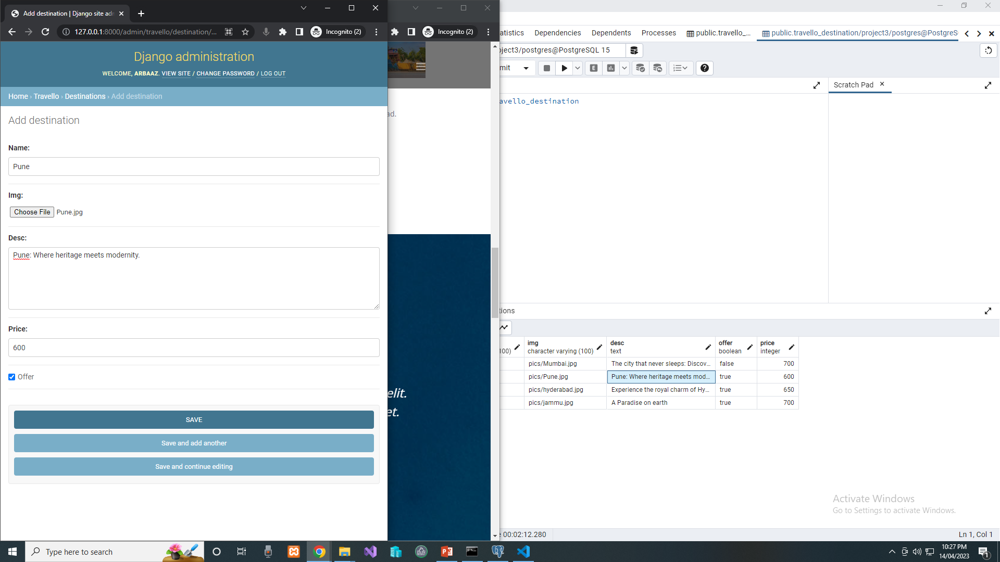 Add destination | Django site adn
127.0.0.1:8000/admin/travello/destination/...
Incognito (2)
Incognito (2)
Django administration
WELCOME, ARBAAZ. VIEW SITE / CHANGE PASSWORD / LOG OUT
Home › Travello › Destinations › Add destination
Add destination
Name:
Pune
Img:
Choose File Pune.jpg
Desc:
Pune: Where heritage meets modernity.
Price:
600
Offer
SAVE
Save and add another
Save and continue editing
ad.
elit.
et.
atistics Dependencies Dependents Processes public.travello_... public.travello_destination/project3/postgres@PostgreS
oject3/postgres@PostgreSQL 15
mit
E
Scratch Pad
avello_destination
tions
img desc offer price
100) character varying (100) text boolean integer
pics/Mumbai.jpg The city that never sleeps: Discov... false 700
pics/Pune.jpg Pune: Where heritage meets mod... true 600
pics/hyderabad.jpg Experience the royal charm of Hy... true 650
pics/jammu.jpg A Paradise on earth true 700
Activate Windows
Go to Settings to activate Windows.
e 00:02:12.280
Ln 1, Col 1
Type here to search
10:27 PM
14/04/2023
1